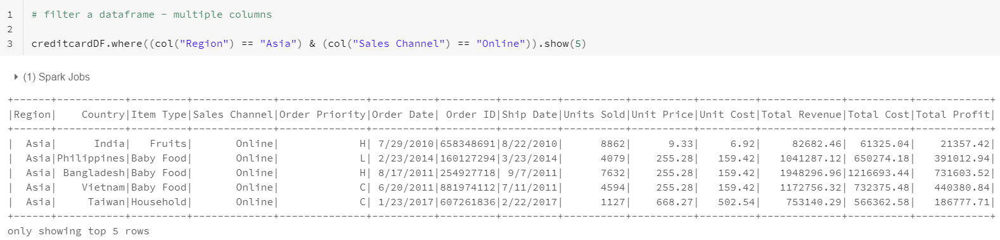 1 # filter a dataframe - multiple columns
2
3 creditcardDF.where((col("Region") == "Asia") & (col("Sales Channel") == "Online")).show(5)
(1) Spark Jobs
+------+-----------+---------+-------------+--------------+----------+---------+---------+----------+----------+---------+-------------+----------+------------+
|Region|    Country|Item Type|Sales Channel|Order Priority|Order Date| Order ID|Ship Date|Units Sold|Unit Price|Unit Cost|Total Revenue|Total Cost|Total Profit|
+------+-----------+---------+-------------+--------------+----------+---------+---------+----------+----------+---------+-------------+----------+------------+
|  Asia|      India|   Fruits|       Online|             H| 7/29/2010|658348691|8/22/2010|      8862|      9.33|     6.92|     82682.46|  61325.04|    21357.42|
|  Asia|Philippines|Baby Food|       Online|             L| 2/23/2014|160127294|3/23/2014|      4079|    255.28|   159.42|   1041287.12| 650274.18|   391012.94|
|  Asia| Bangladesh|Baby Food|       Online|             H| 8/17/2011|254927718| 9/7/2011|      7632|    255.28|   159.42|   1948296.96|1216693.44|   731603.52|
|  Asia|    Vietnam|Baby Food|       Online|             C| 6/20/2011|881974112|7/11/2011|      4594|    255.28|   159.42|   1172756.32| 732375.48|   440380.84|
|  Asia|     Taiwan|Household|       Online|             C| 1/23/2017|607261836|2/22/2017|      1127|    668.27|   502.54|    753140.29| 566362.58|   186777.71|
+------+-----------+---------+-------------+--------------+----------+---------+---------+----------+----------+---------+-------------+----------+------------+
only showing top 5 rows